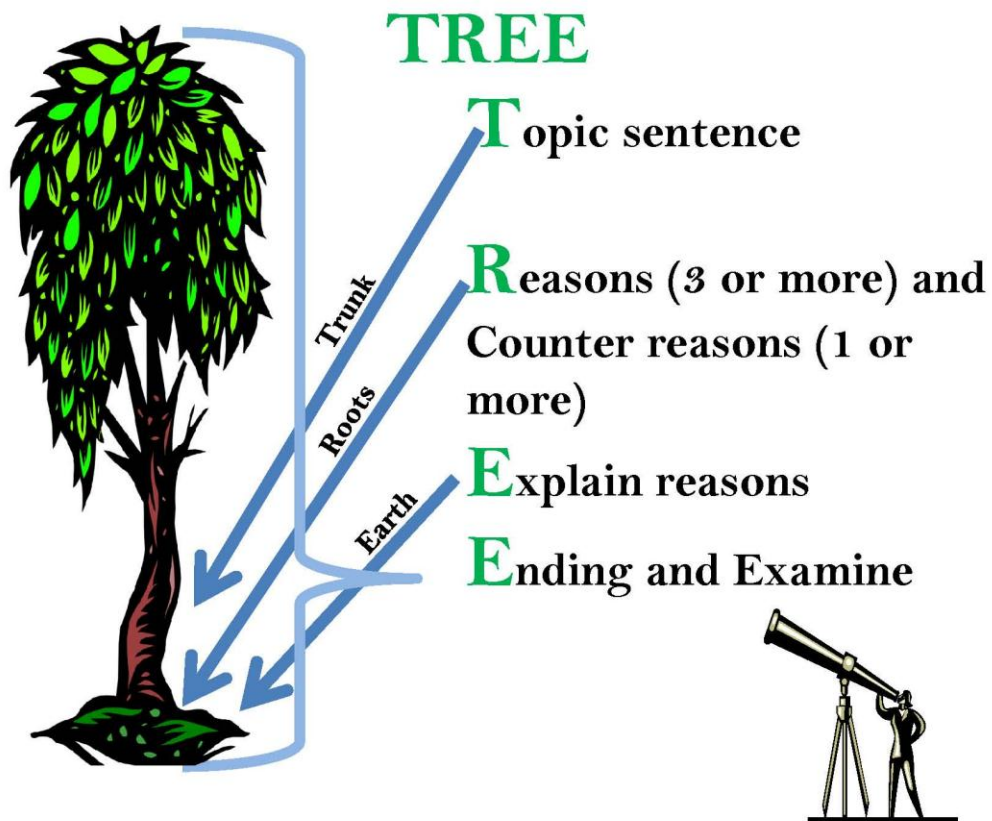 TREE
Topic sentence
Trunk
Reasons (3 or more) and
Counter reasons (1 or
more)
Roots
Explain reasons
Earth
Ending and Examine